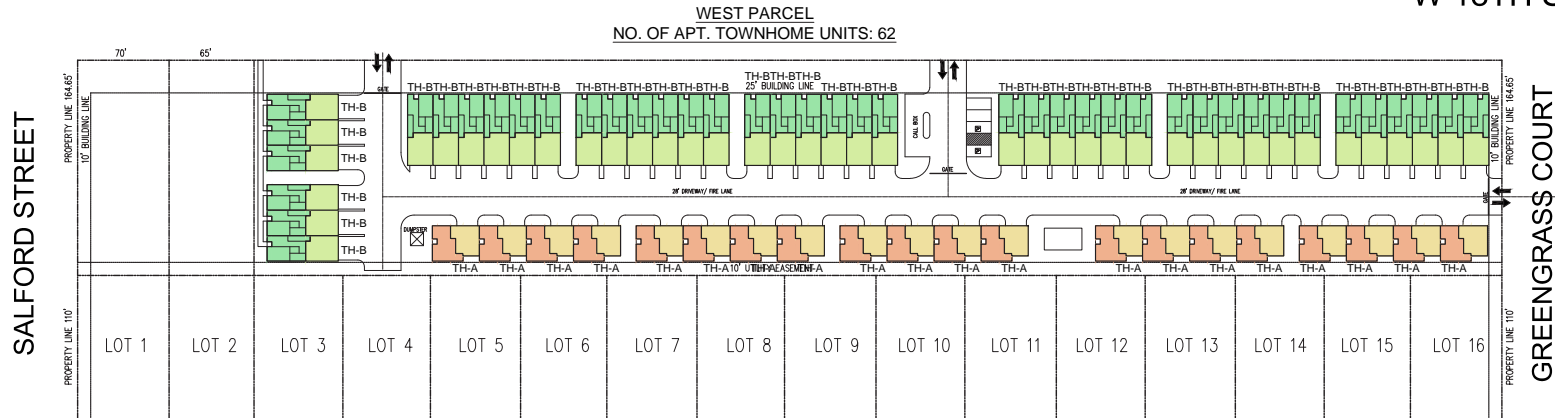 W 18TH S
WEST PARCEL
NO. OF APT. TOWNHOME UNITS: 62
70'
65'
GATE
TH-BTH-BTH-BTH-BTH-BTH-B
TH-BTH-BTH-BTH-BTH-BTH-B
TH-BTH-BTH-B
25' BUILDING LINE
TH-BTH-BTH-B
TH-BTH-BTH-BTH-BTH-BTH-B
TH-BTH-BTH-BTH-BTH-BTH-B
TH-BTH-BTH-BTH-BTH-BTH-B
SALFORD STREET
PROPERTY LINE 164.65'
10' BUILDING LINE
TH-B
TH-B
TH-B
TH-B
TH-B
TH-B
CALL BOX
GATE
10' BUILDING LINE
PROPERTY LINE 164.65'
GREENGRASS COURT
28' DRIVEWAY/ FIRE LANE
28' DRIVEWAY/ FIRE LANE
GATE
DUMPSTER
TH-A
TH-A
TH-A
TH-A
TH-A
TH-A
10' UTILITY EASEMENT
TH-A
TH-A
TH-A
TH-A
TH-A
TH-A
TH-A
TH-A
TH-A
TH-A
TH-A
TH-A
TH-A
TH-A
PROPERTY LINE 110'
LOT 1
LOT 2
LOT 3
LOT 4
LOT 5
LOT 6
LOT 7
LOT 8
LOT 9
LOT 10
LOT 11
LOT 12
LOT 13
LOT 14
LOT 15
LOT 16
PROPERTY LINE 110'